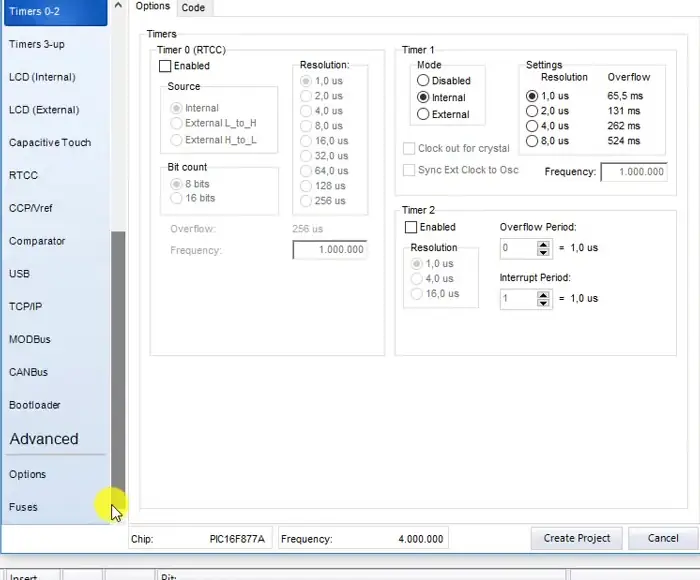 Timers 0-2
Timers 3-up
LCD (Internal)
LCD (External)
Capacitive Touch
RTCC
CCP/Vref
Comparator
USB
TCP/IP
MODBus
CANBus
Bootloader
Advanced
Options
Fuses
Options Code
Timers
Timer 0 (RTCC)
Enabled
Source
Internal
External L_to_H
External H_to_L
Bit count
8 bits
16 bits
Overflow: 256 us
Frequency: 1.000.000
Resolution:
1,0 us
2,0 us
4,0 us
8,0 us
16,0 us
32,0 us
64,0 us
128 us
256 us
Timer 1
Mode
Disabled
Internal
External
Settings
Resolution Overflow
1,0 us 65,5 ms
2,0 us 131 ms
4,0 us 262 ms
8,0 us 524 ms
Clock out for crystal
Sync Ext Clock to Osc
Frequency: 1.000.000
Timer 2
Enabled
Resolution
1,0 us
4,0 us
16,0 us
Overflow Period:
0 = 1,0 us
Interrupt Period:
1 = 1,0 us
Chip: PIC16F877A Frequency: 4.000.000 Create Project Cancel
Insert Pjt: